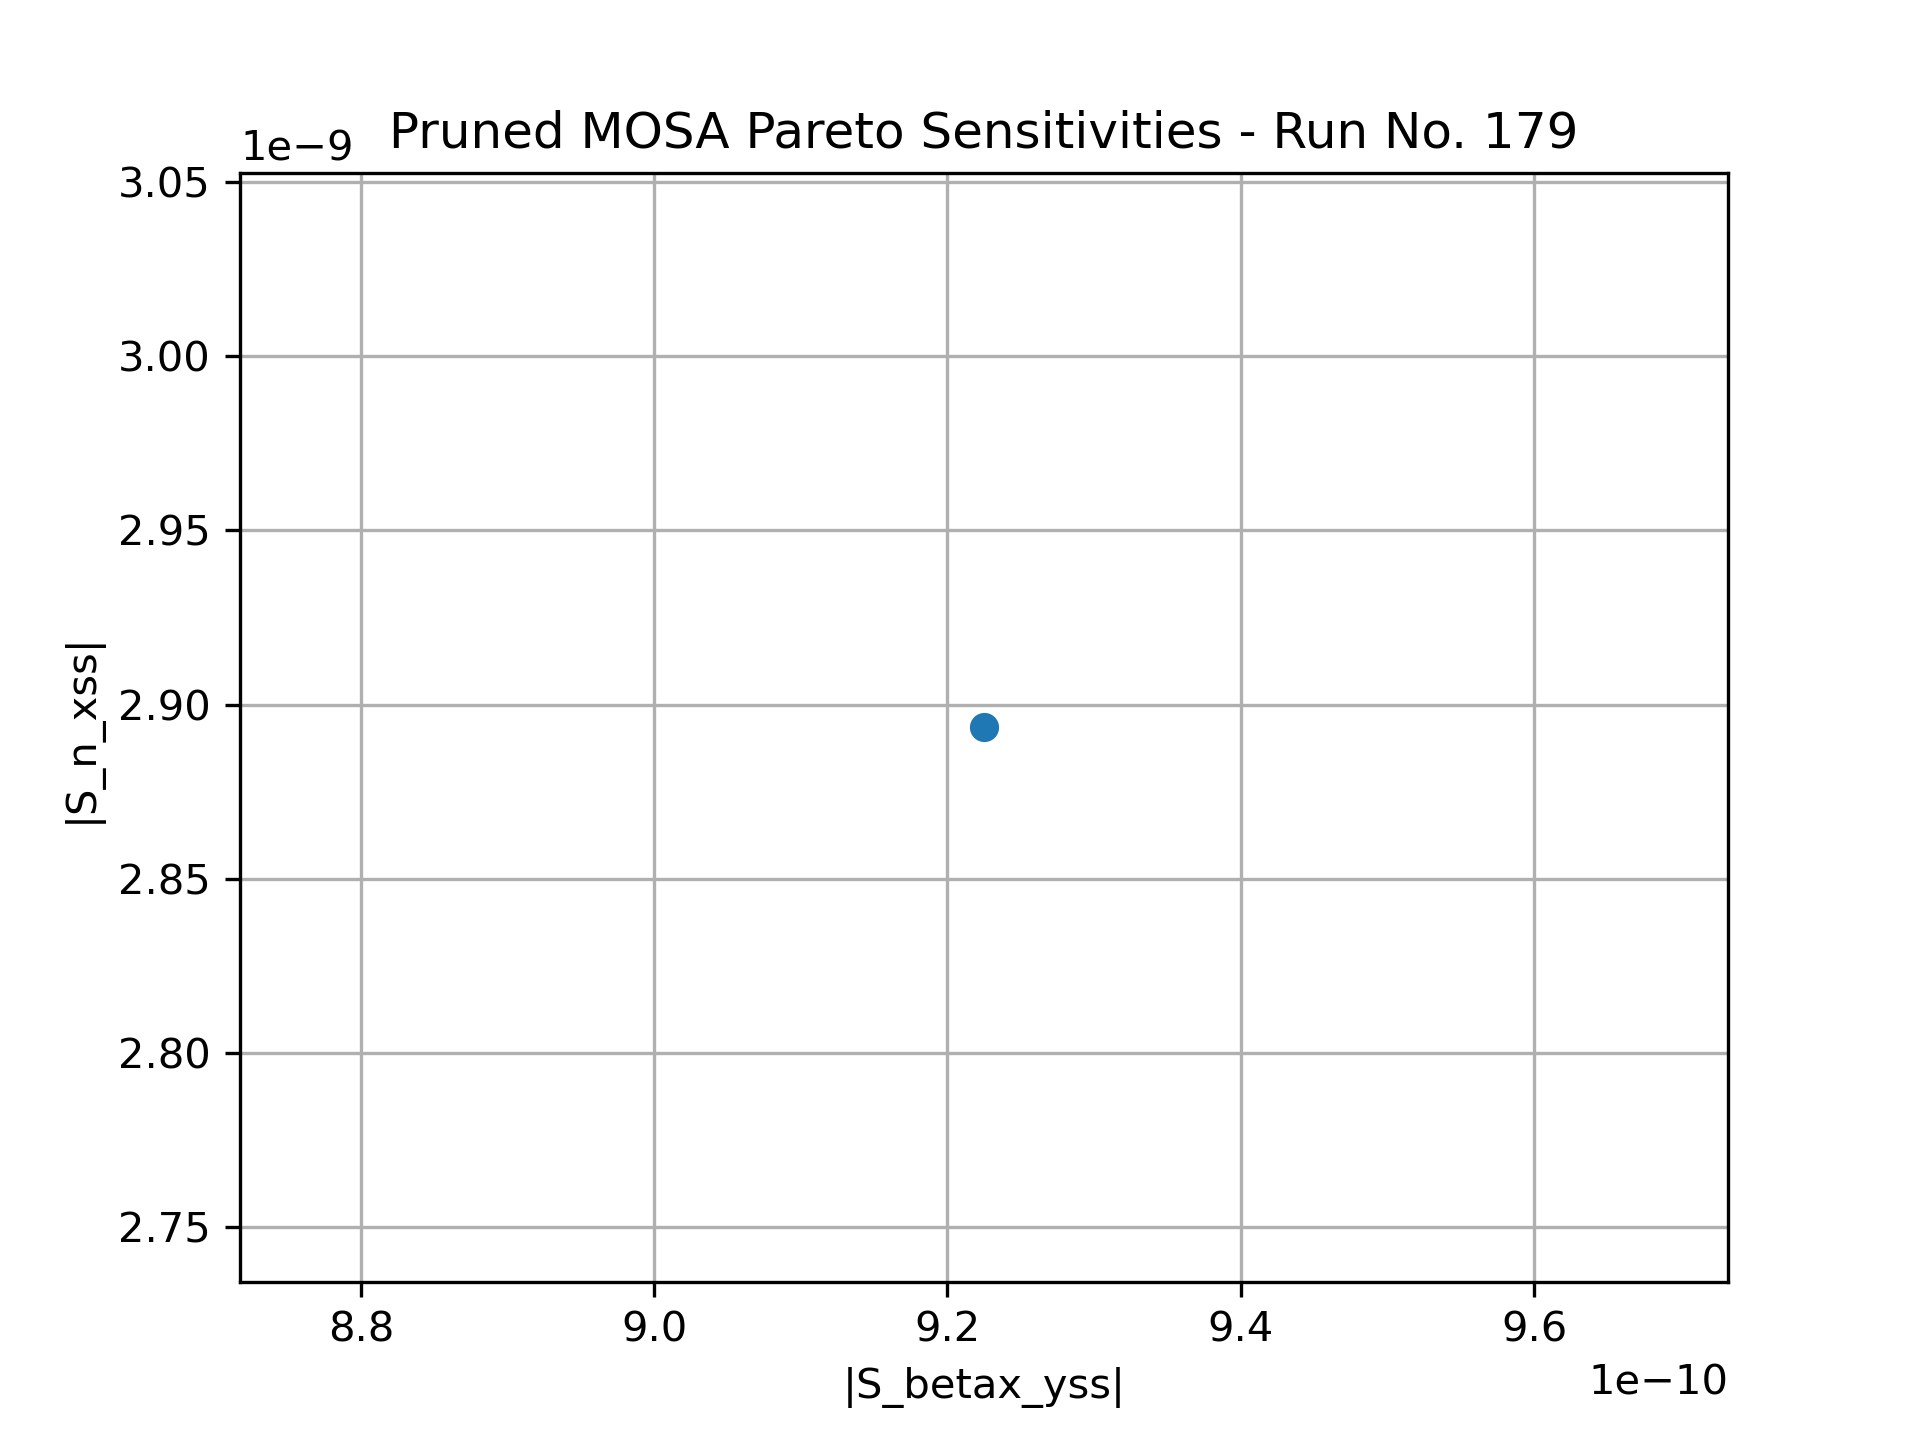 Pruned MOSA Pareto Sensitivities - Run No. 179
1e−9
3.05
3.00
2.95
2.90
2.85
2.80
2.75
|S_n_xss|
8.8 9.0 9.2 9.4 9.6
|S_betax_yss|
1e−10